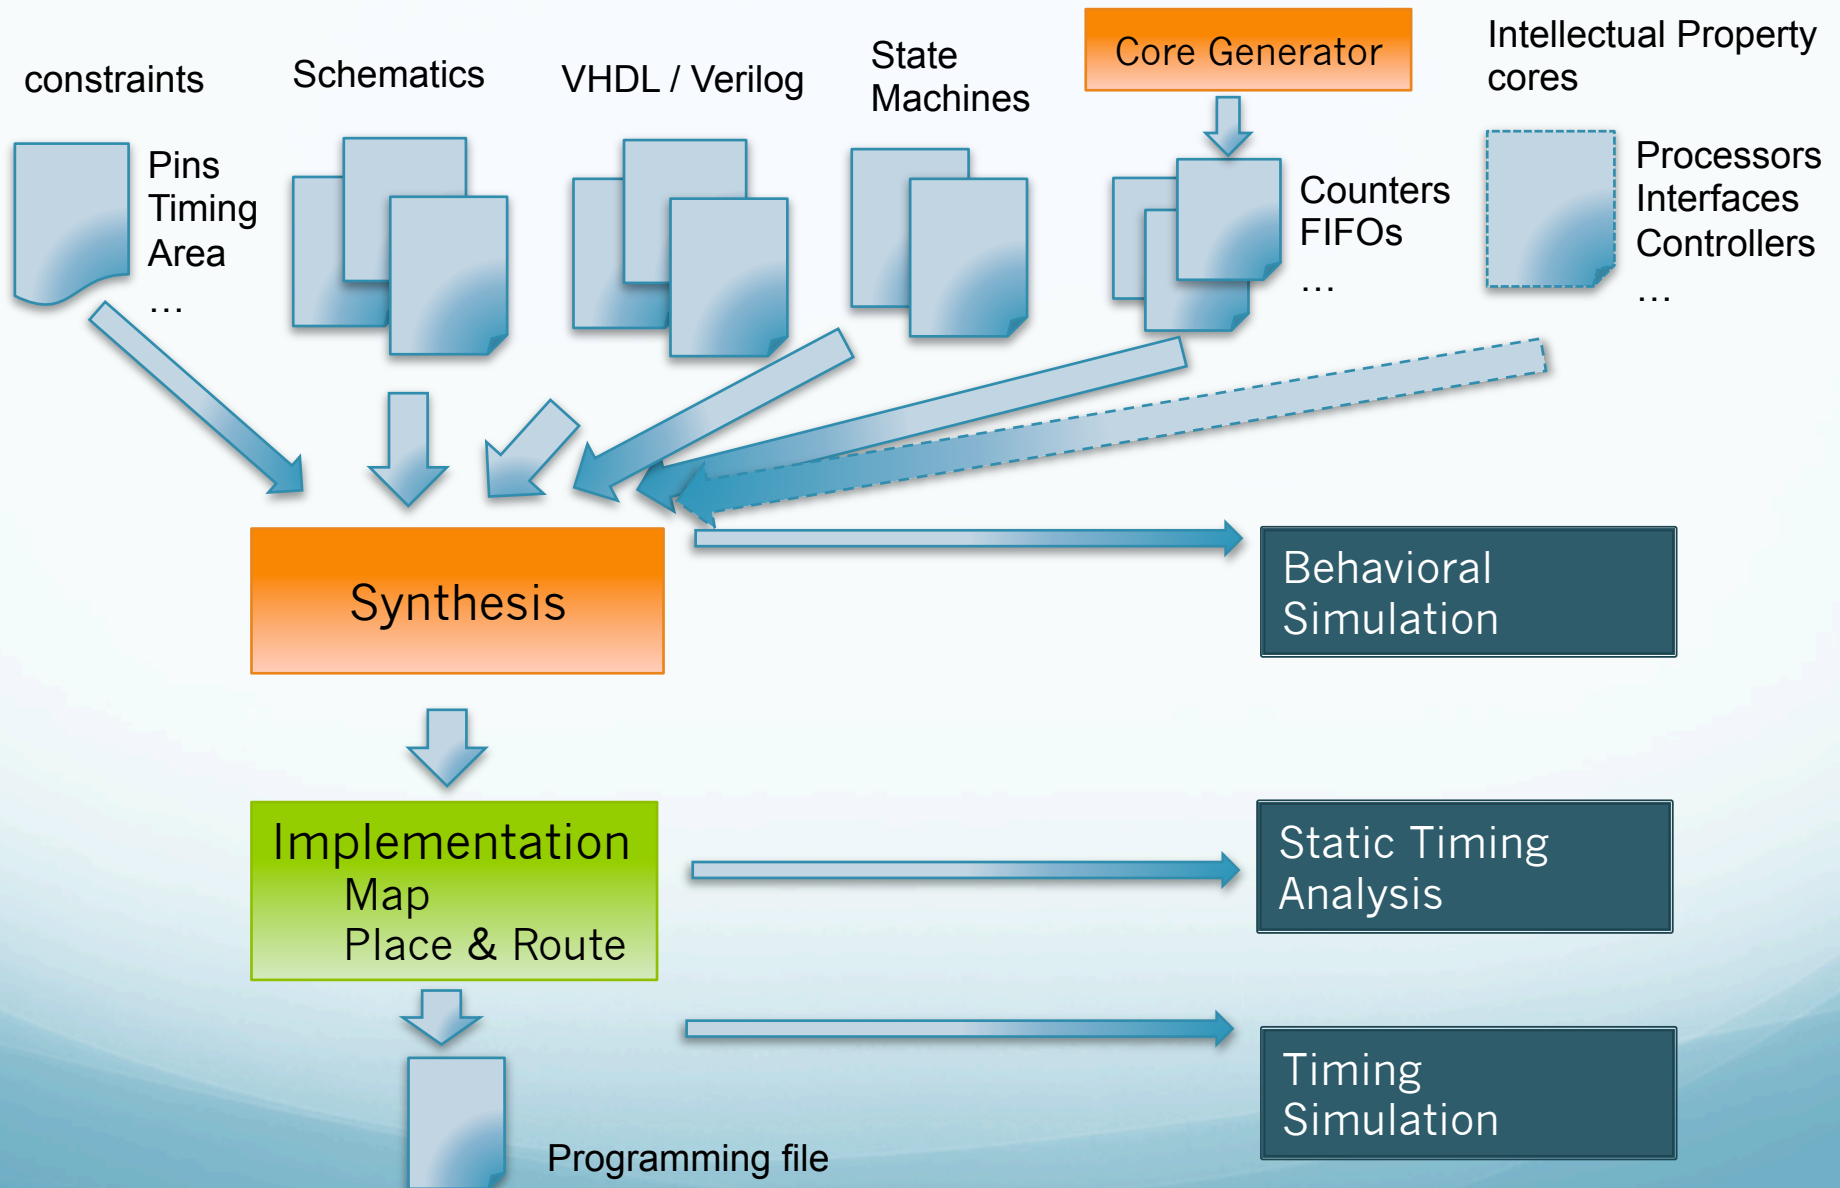 constraints
Schematics
VHDL / Verilog
State
Machines
Core Generator
Intellectual Property
cores
Pins
Timing
Area
…
Counters
FIFOs
…
Processors
Interfaces
Controllers
…
Synthesis
Behavioral
Simulation
Implementation
Map
Place & Route
Static Timing
Analysis
Timing
Simulation
Programming file